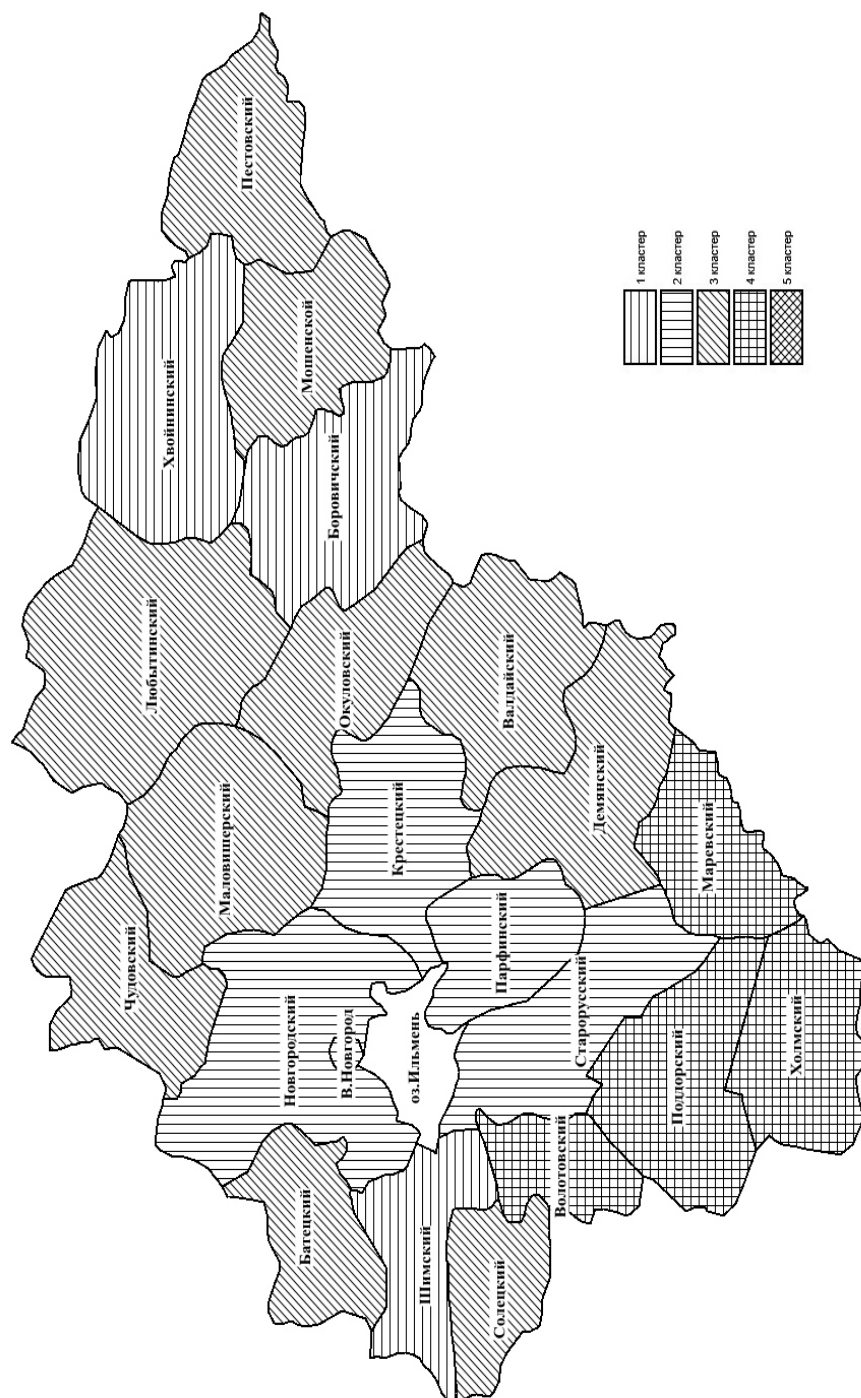 Чудовский
Любытинский
Хвойнинский
Маловишерский
Пестовский
Новгородский
Батецкий
Мошенской
Боровичский
В.Новгород
Окуловский
Крестецкий
оз.Ильмень
Шимский
Солецкий
Парфинский
Валдайский
Волотовский
Старорусский
Демянский
Поддорский
Маревский
Холмский
1 кластер
2 кластер
3 кластер
4 кластер
5 кластер